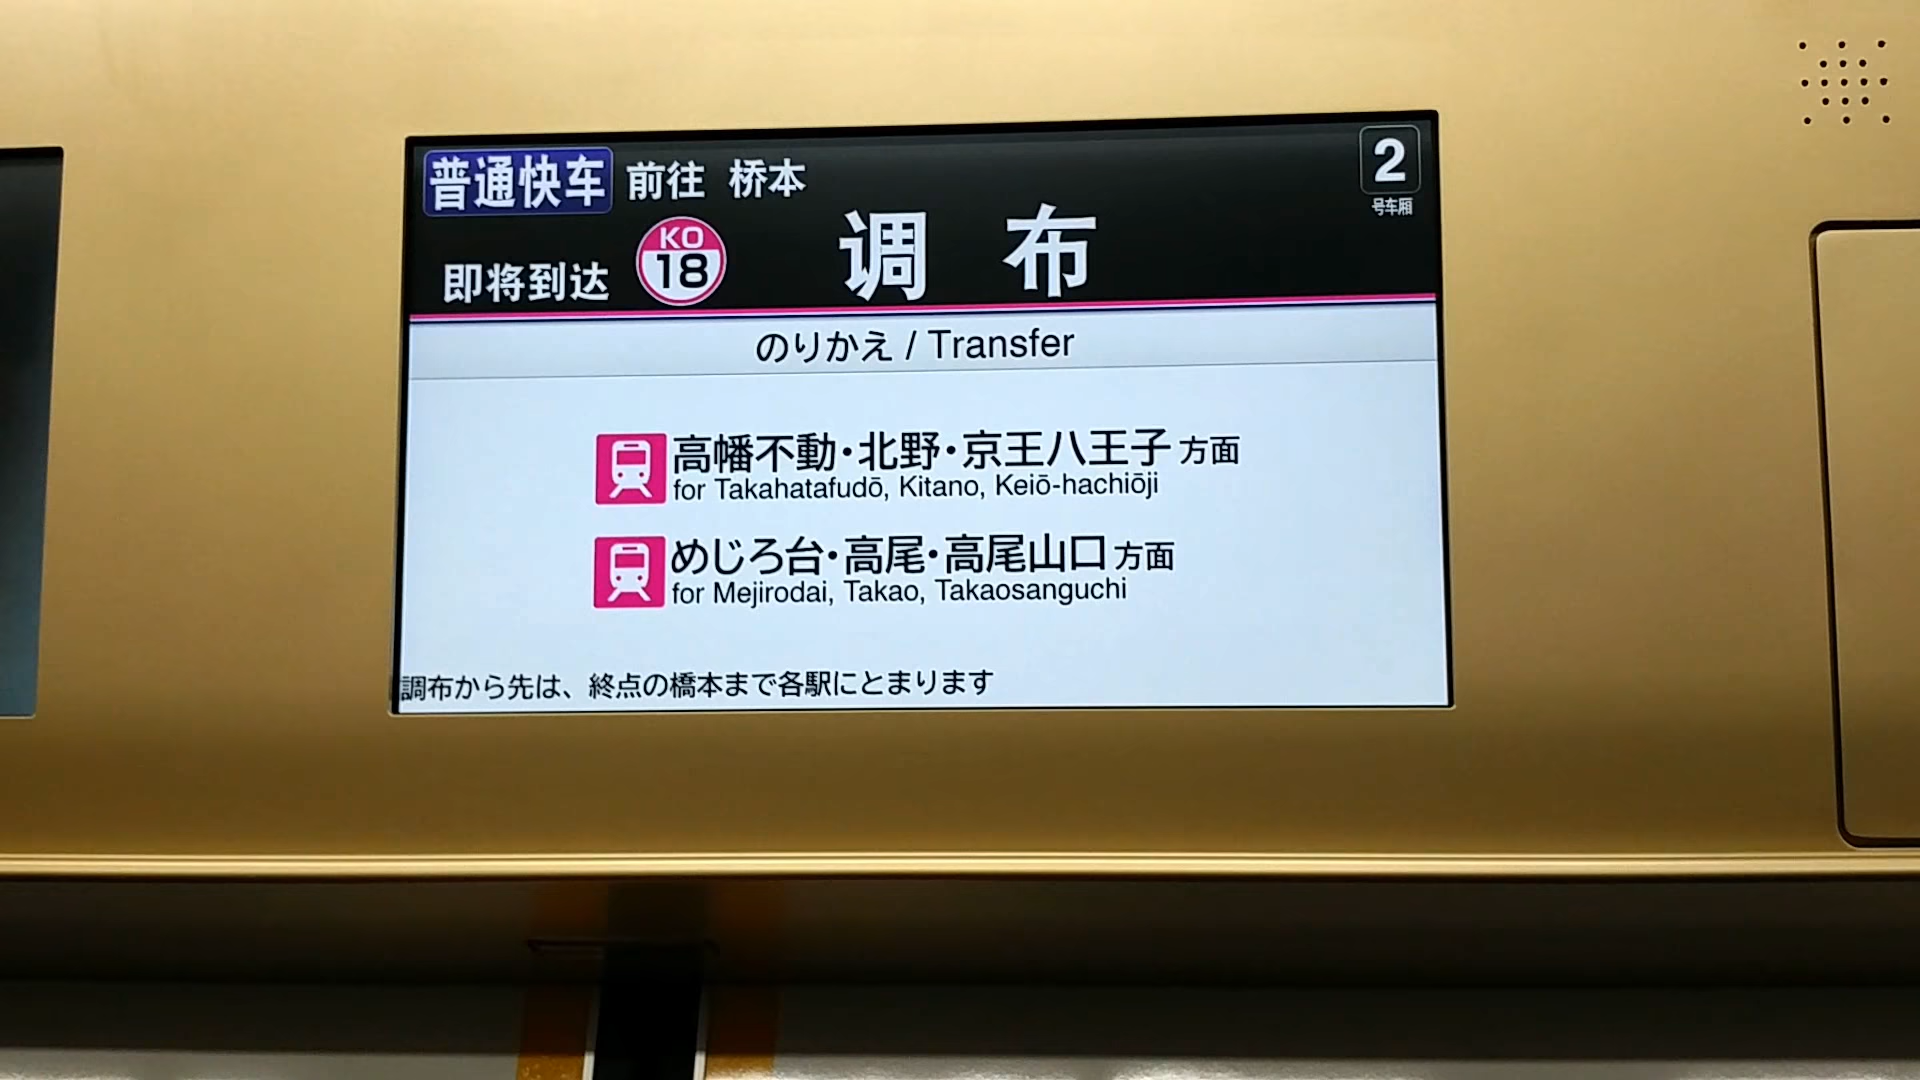 普通快车 前往 桥本
2
号车厢
即将到达 KO 18 调布
のりかえ / Transfer
高幡不動・北野・京王八王子 方面
for Takahatafudō, Kitano, Keiō-hachiōji
めじろ台・高尾・高尾山口 方面
for Mejirodai, Takao, Takaosanguchi
調布から先は、終点の橋本まで各駅にとまります